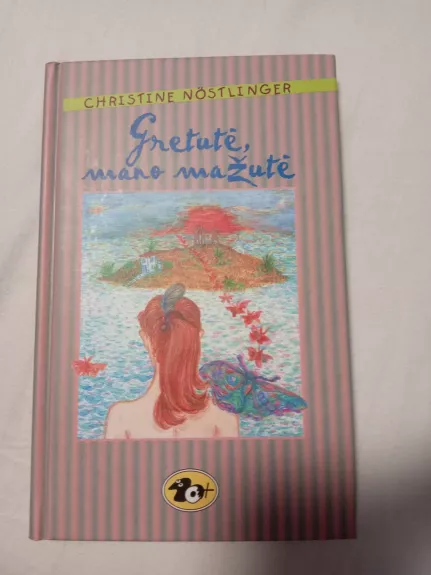 CHRISTINE NÖSTLINGER
Gretutė,
mano mažutė